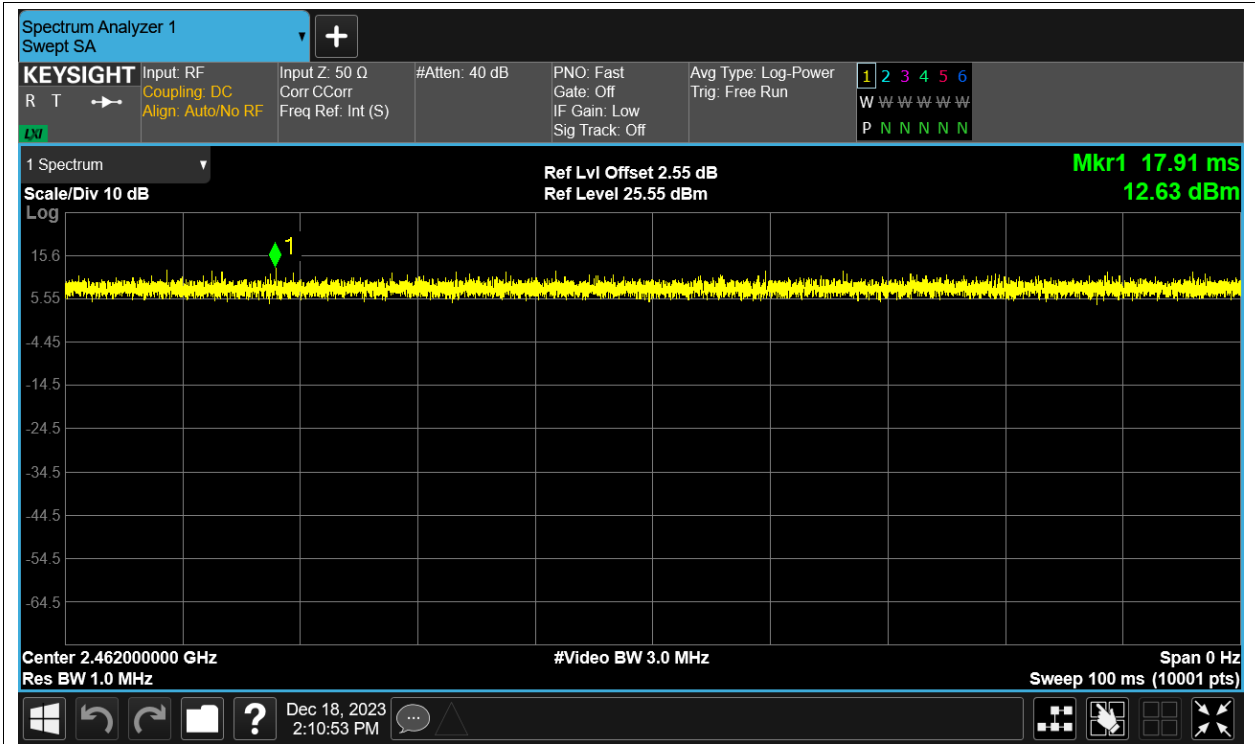 Spectrum Analyzer 1
Swept SA
KEYSIGHT
R T
LXI
Input: RF
Coupling: DC
Align: Auto/No RF
Input Z: 50 Ω
Corr CCorr
Freq Ref: Int (S)
#Atten: 40 dB
PNO: Fast
Gate: Off
IF Gain: Low
Sig Track: Off
Avg Type: Log-Power
Trig: Free Run
1 2 3 4 5 6
W W W W W W
P N N N N N
1 Spectrum
Scale/Div 10 dB
Log
Ref Lvl Offset 2.55 dB
Ref Level 25.55 dBm
Mkr1 17.91 ms
12.63 dBm
1
15.6
5.55
-4.45
-14.5
-24.5
-34.5
-44.5
-54.5
-64.5
Center 2.462000000 GHz
Res BW 1.0 MHz
#Video BW 3.0 MHz
Span 0 Hz
Sweep 100 ms (10001 pts)
?
Dec 18, 2023
2:10:53 PM